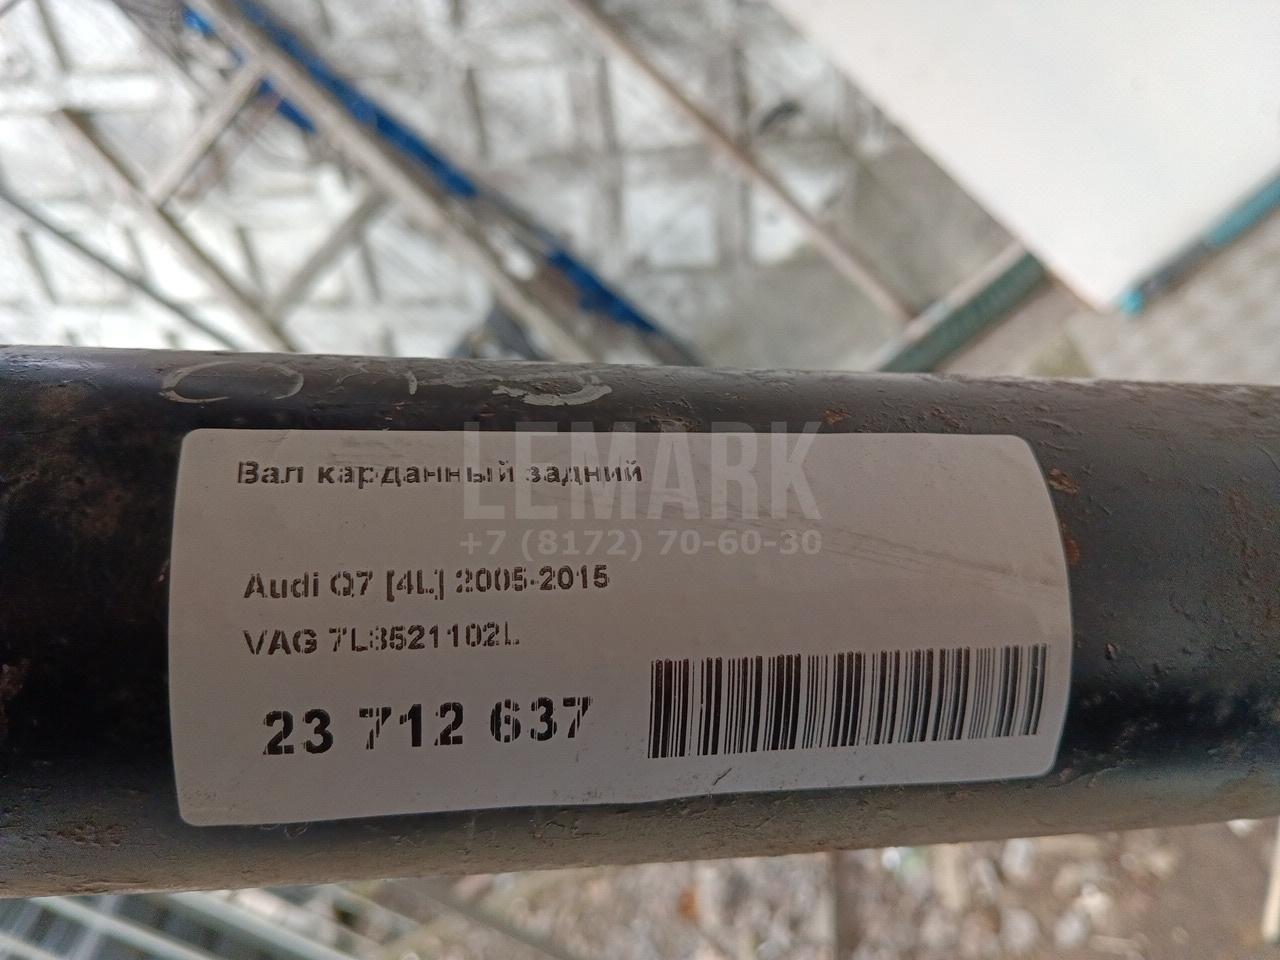 LEMARK
+7 (8172) 70-60-30
Вал карданный задний
Audi Q7 [4L] 2005-2015
VAG 7L8521102L
23 712 637